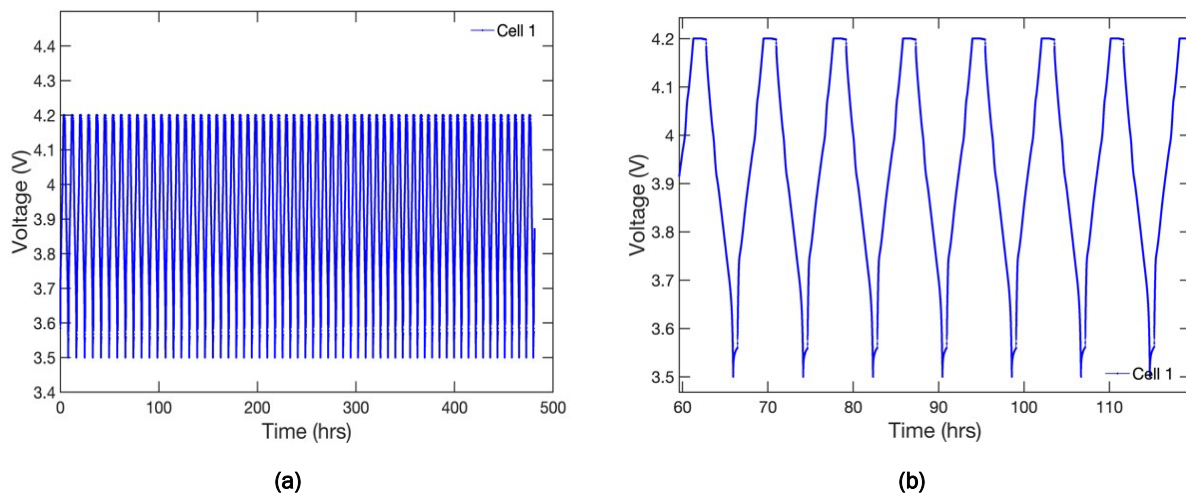 Cell 1
4.4
4.3
4.2
4.1
4
3.9
3.8
3.7
3.6
3.5
3.4
Voltage (V)
0 100 200 300 400 500
Time (hrs)
(a)
4.2
4.1
4
3.9
3.8
3.7
3.6
3.5
Voltage (V)
Cell 1
60 70 80 90 100 110
Time (hrs)
(b)